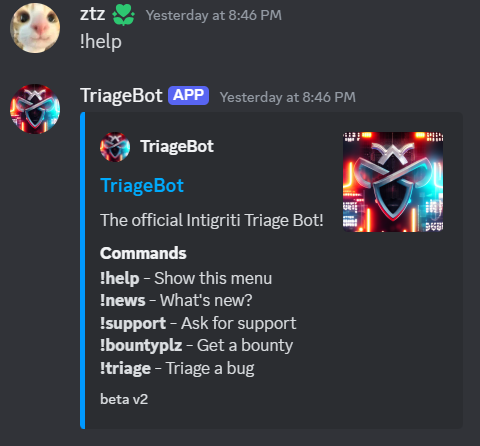 ztz Yesterday at 8:46 PM
!help
TriageBot APP Yesterday at 8:46 PM
TriageBot
TriageBot
The official Intigriti Triage Bot!
Commands
!help - Show this menu
!news - What's new?
!support - Ask for support
!bountyplz - Get a bounty
!triage - Triage a bug
beta v2